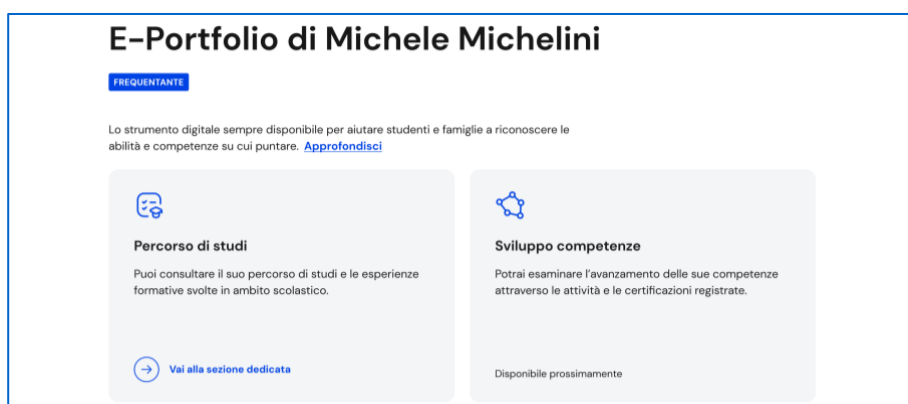 E-Portfolio di Michele Michelini
FREQUENTANTE
Lo strumento digitale sempre disponibile per aiutare studenti e famiglie a riconoscere le
abilità e competenze su cui puntare. Approfondisci
Percorso di studi
Puoi consultare il suo percorso di studi e le esperienze
formative svolte in ambito scolastico.
Vai alla sezione dedicata
Sviluppo competenze
Potrai esaminare l'avanzamento delle sue competenze
attraverso le attività e le certificazioni registrate.
Disponibile prossimamente